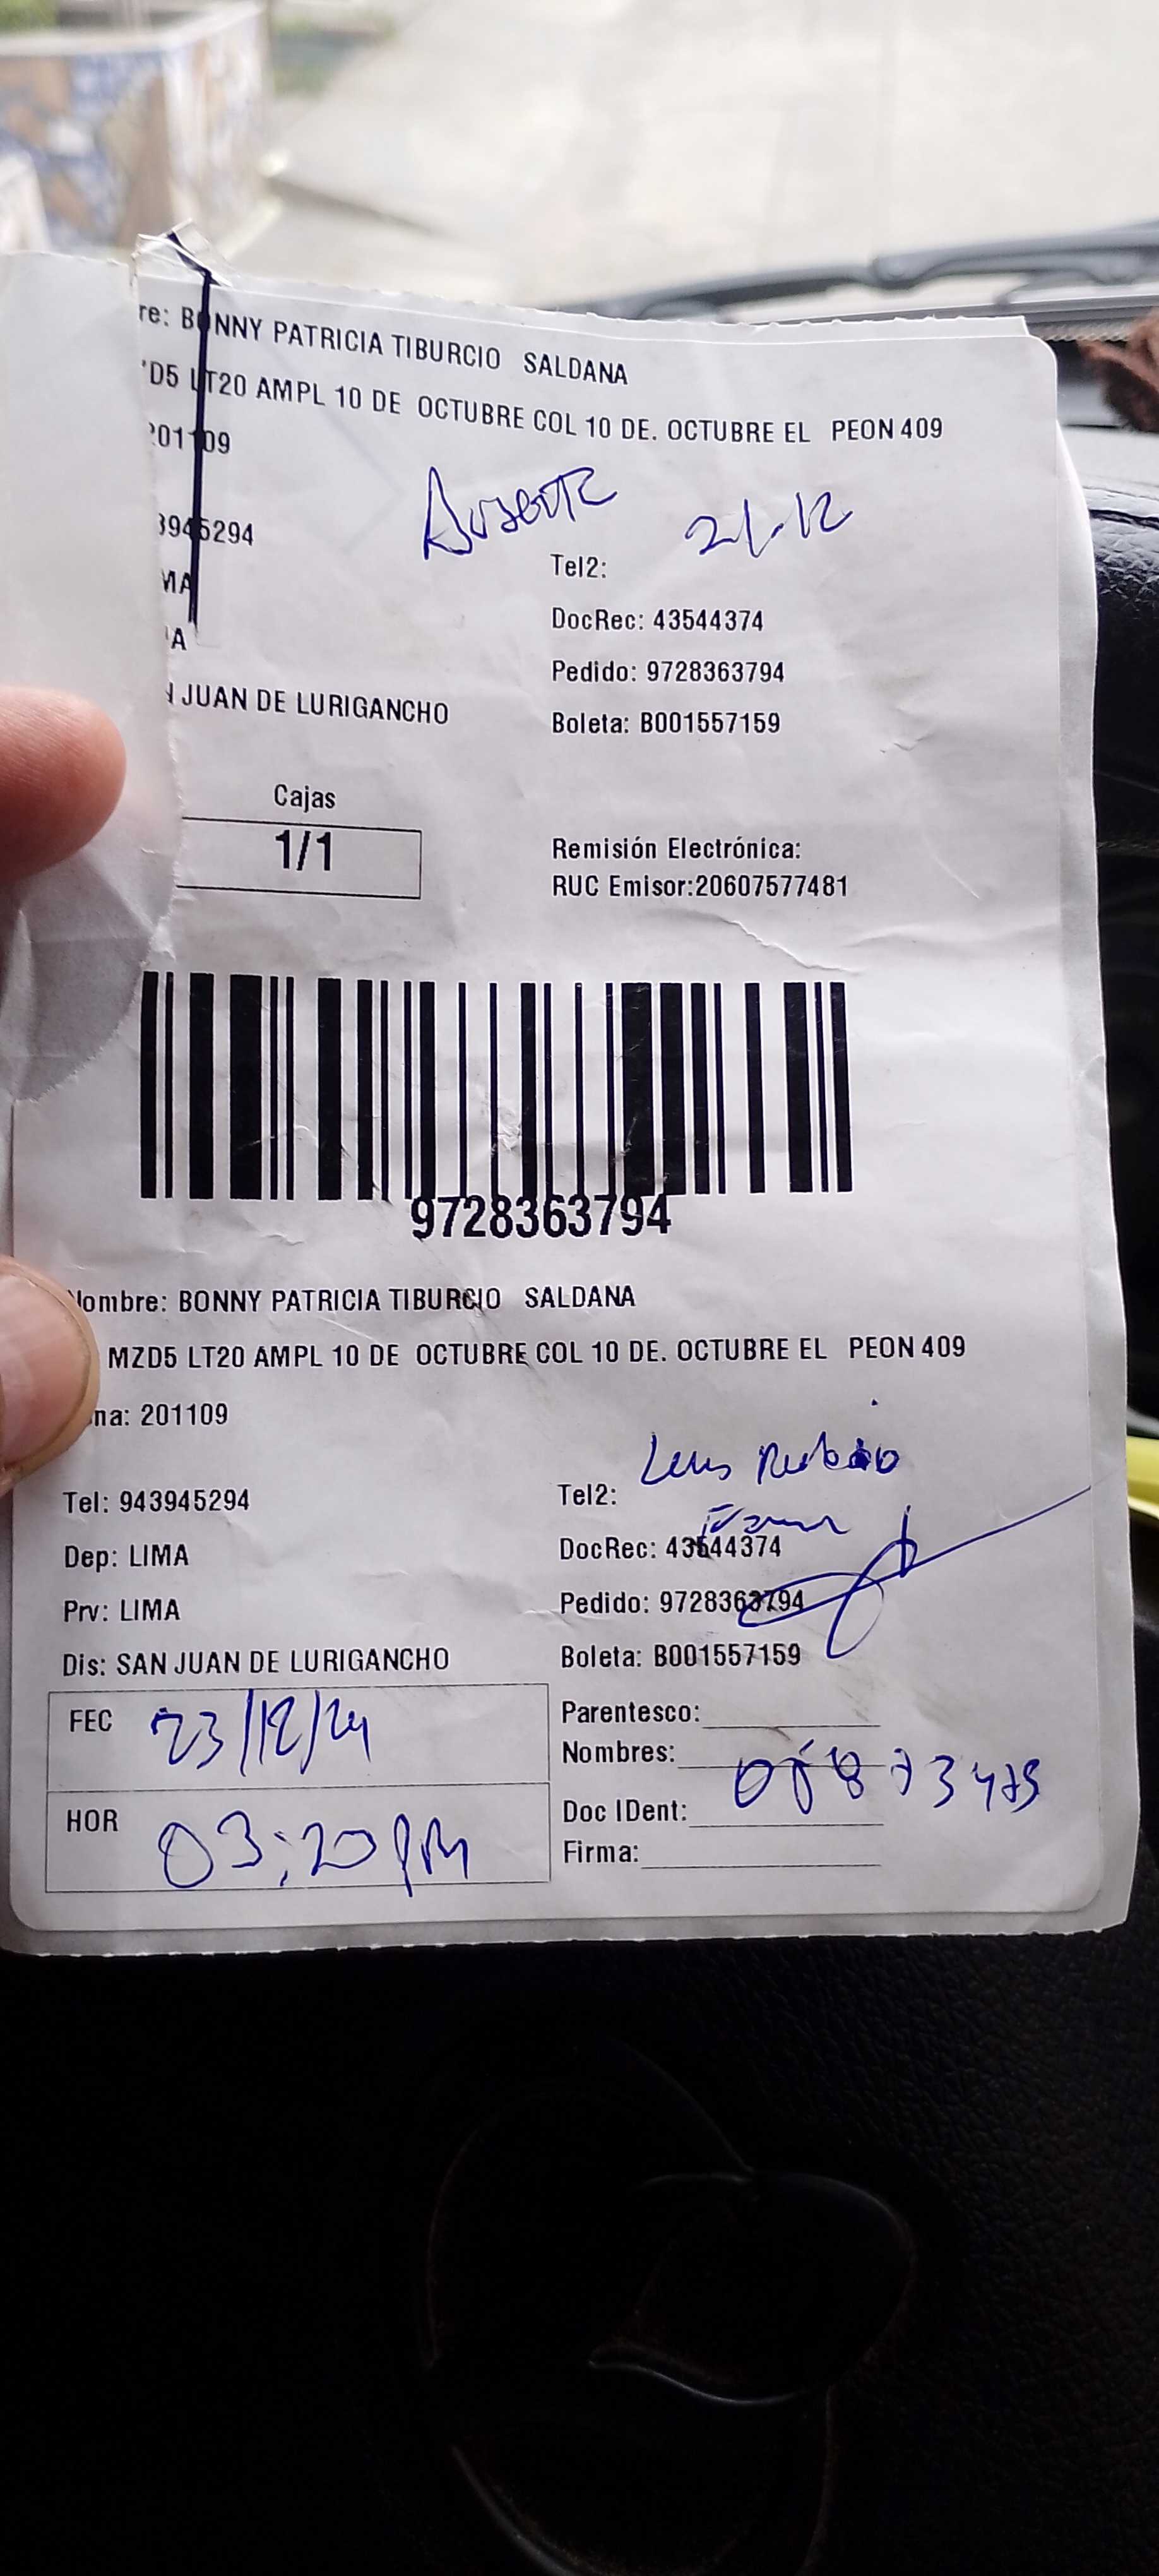 re: BONNY PATRICIA TIBURCIO SALDANA
D5 LT20 AMPL 10 DE OCTUBRE COL 10 DE. OCTUBRE EL PEON 409
201109
Ausente 21.12
3945294
Tel2:
MA
DocRec: 43544374
A
Pedido: 9728363794
N JUAN DE LURIGANCHO
Boleta: B001557159
Cajas
1/1
Remisión Electrónica:
RUC Emisor:20607577481
9728363794
Nombre: BONNY PATRICIA TIBURCIO SALDANA
MZD5 LT20 AMPL 10 DE OCTUBRE COL 10 DE. OCTUBRE EL PEON 409
na: 201109
Luis
Tel: 943945294
Tel2:
Dep: LIMA
DocRec: 43544374
Prv: LIMA
Pedido: 9728363794
Dis: SAN JUAN DE LURIGANCHO
Boleta: B001557159
FEC 23/12/24
Parentesco:
Nombres:
HOR 03:20 PM
Doc IDent:
Firma: